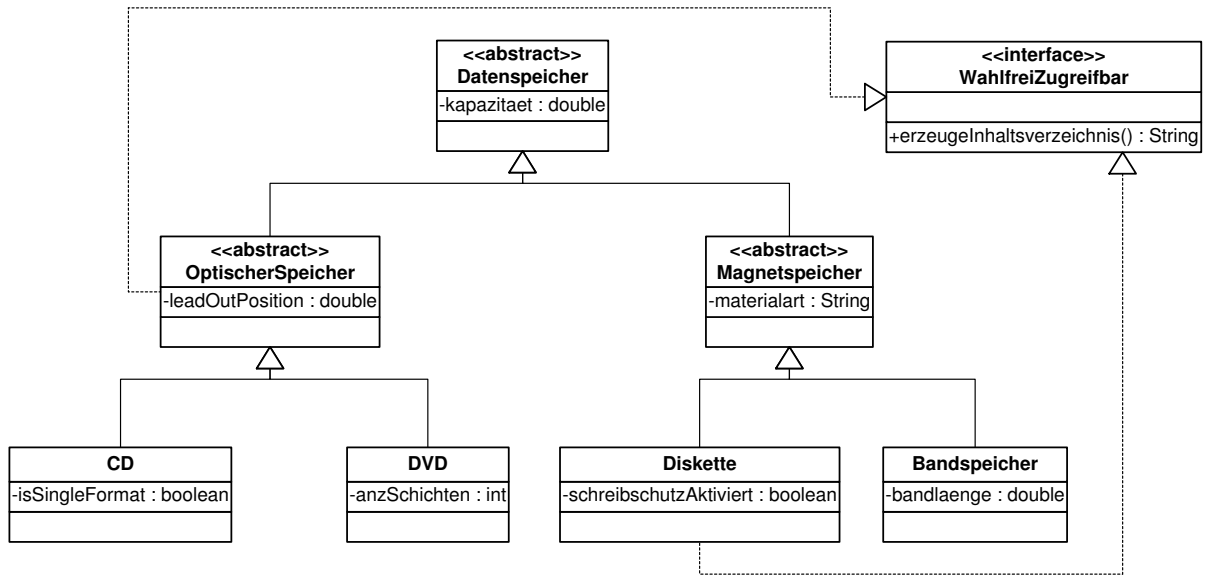 <<abstract>>
Datenspeicher
-kapazitaet : double
<<interface>>
WahlfreiZugreifbar
+erzeugeInhaltsverzeichnis() : String
<<abstract>>
OptischerSpeicher
-leadOutPosition : double
<<abstract>>
Magnetspeicher
-materialart : String
CD
-isSingleFormat : boolean
DVD
-anzSchichten : int
Diskette
-schreibschutzAktiviert : boolean
Bandspeicher
-bandlaenge : double